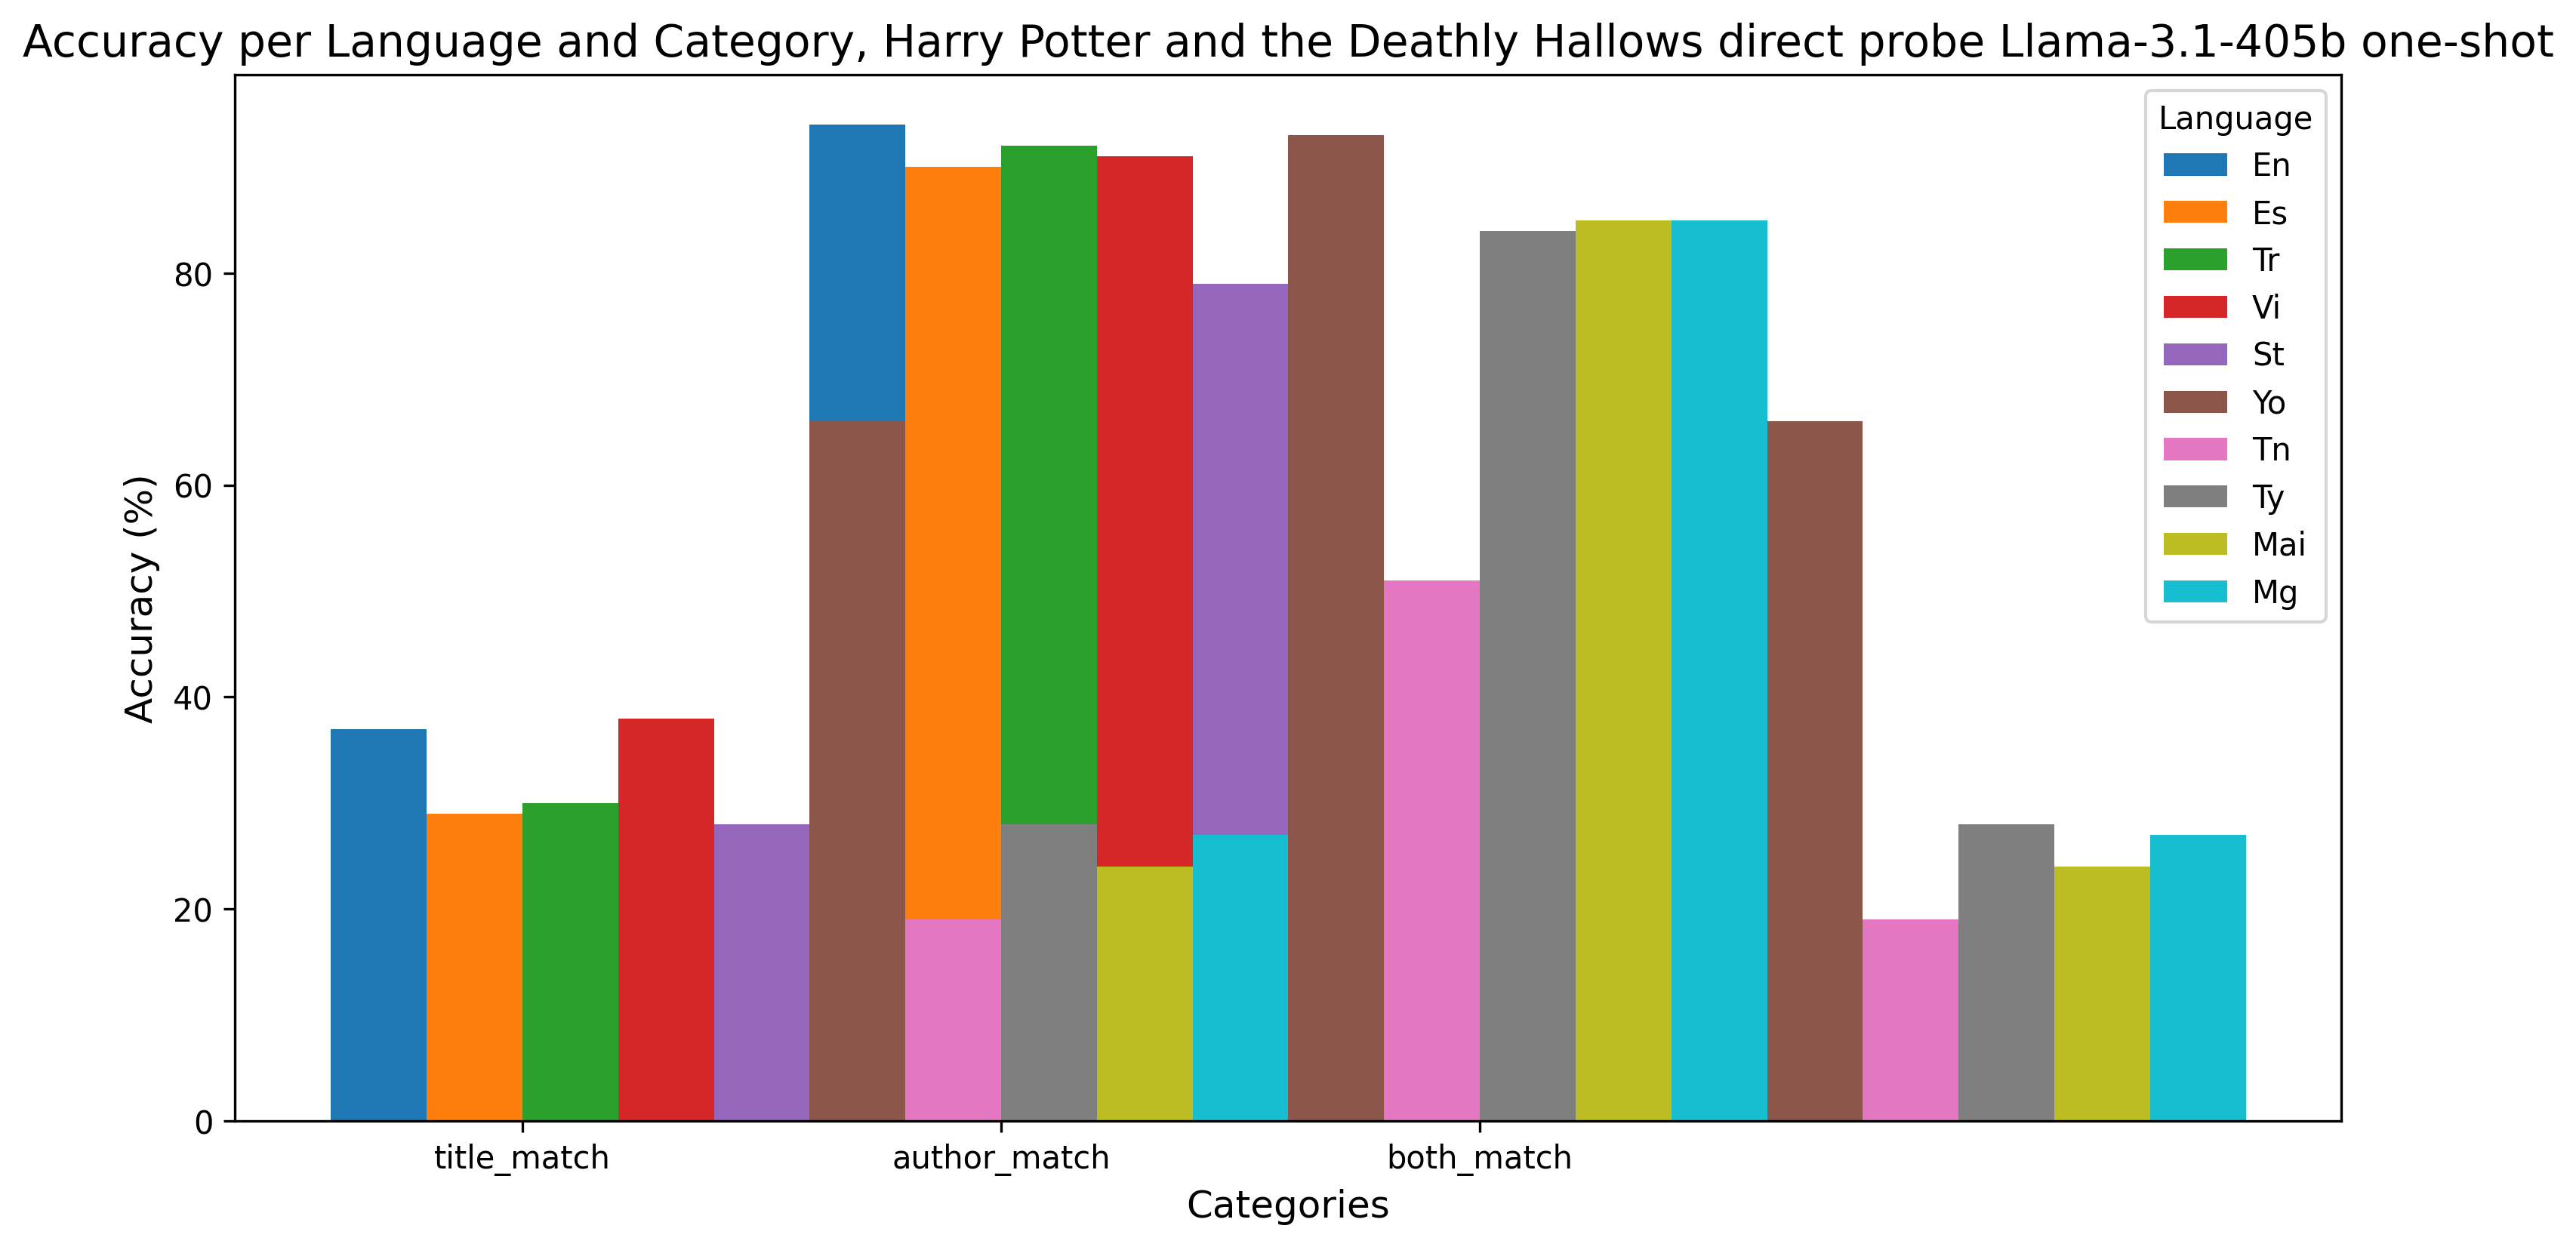 Accuracy per Language and Category, Harry Potter and the Deathly Hallows direct probe Llama-3.1-405b one-shot
Accuracy (%)
80
60
40
20
0
title_match
author_match
both_match
Categories
Language
En
Es
Tr
Vi
St
Yo
Tn
Ty
Mai
Mg